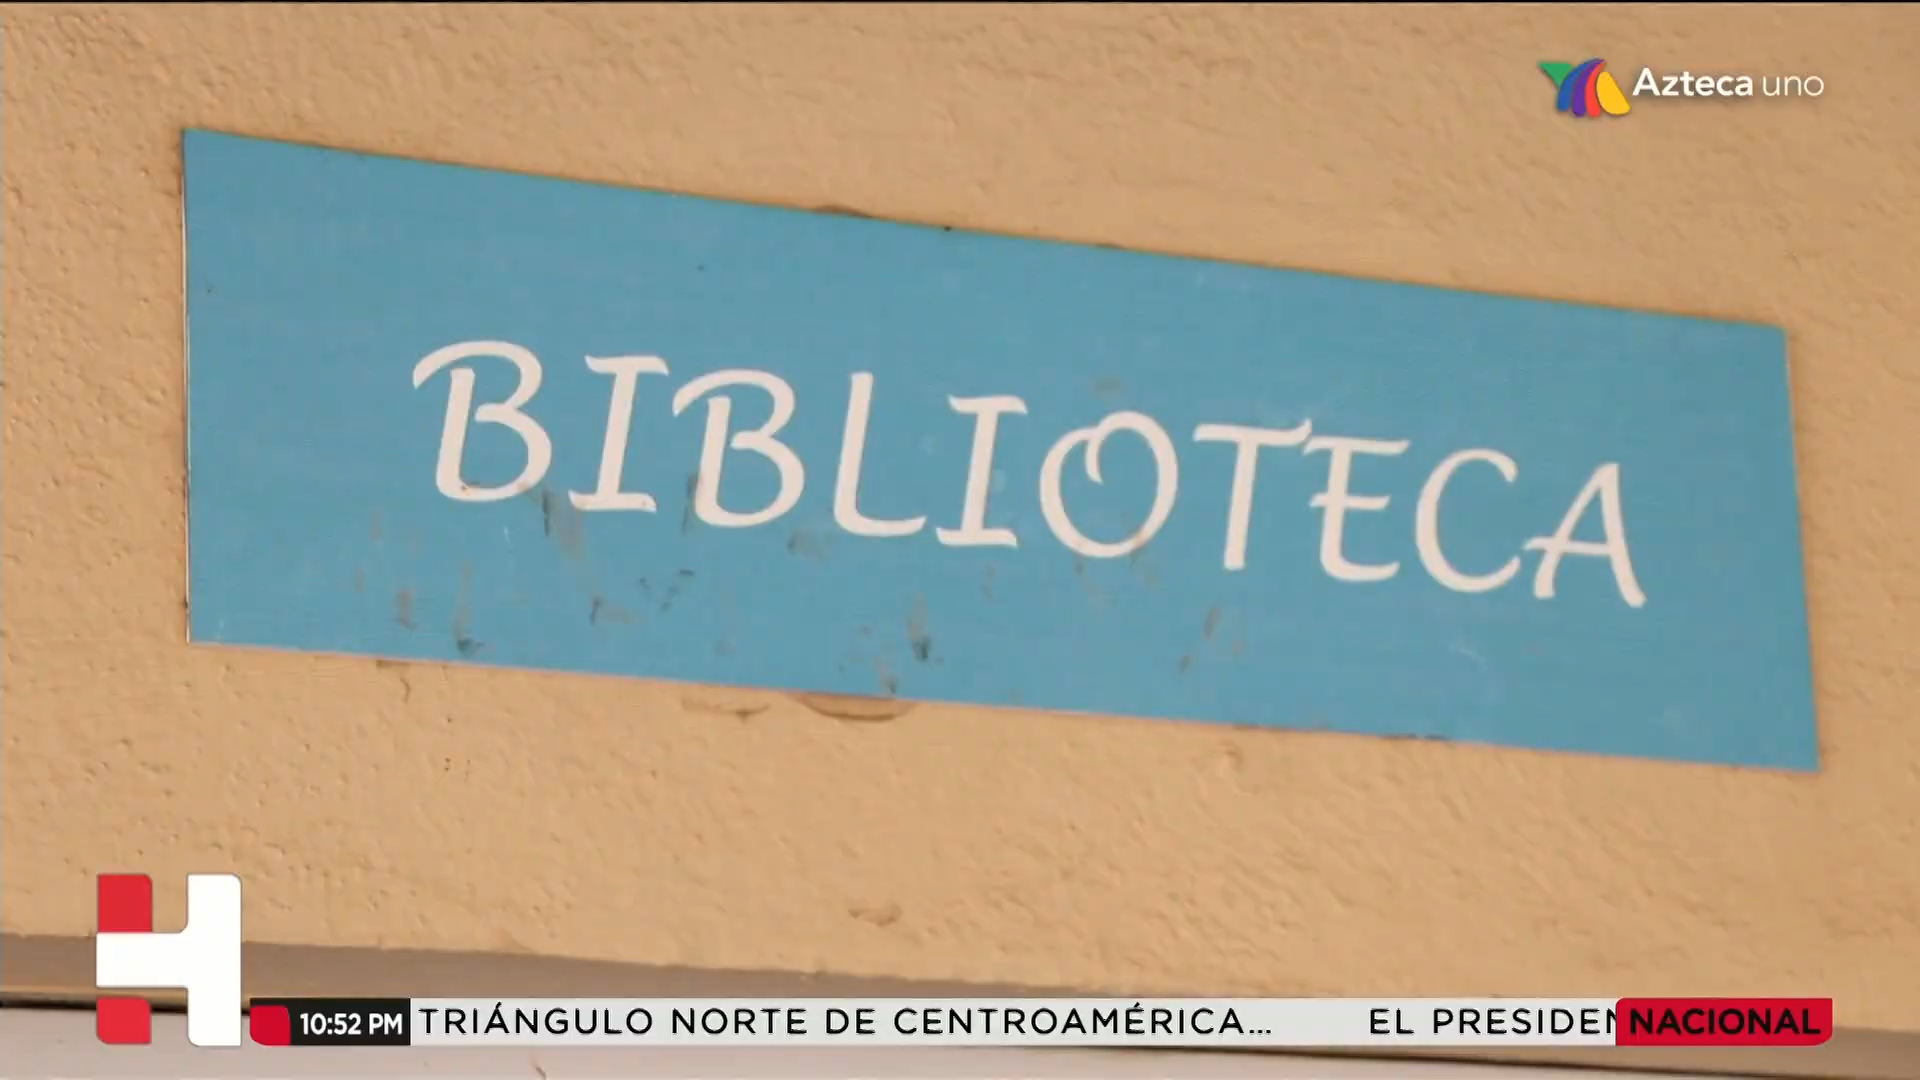 Azteca uno
BIBLIOTECA
H
10:52 PM TRIÁNGULO NORTE DE CENTROAMÉRICA... EL PRESIDEN NACIONAL